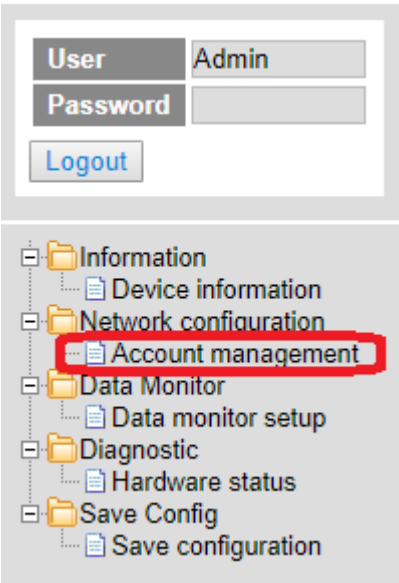 User Admin
Password
Logout
Information
Device information
Network configuration
Account management
Data Monitor
Data monitor setup
Diagnostic
Hardware status
Save Config
Save configuration